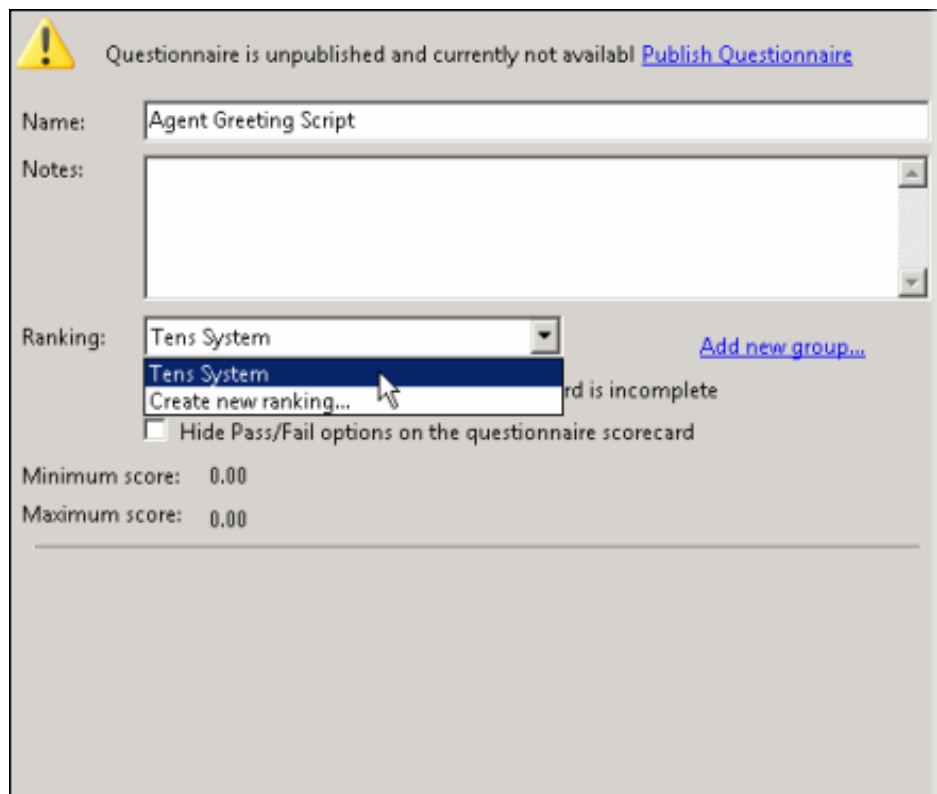 Questionnaire is unpublished and currently not availabl Publish Questionnaire
Name: Agent Greeting Script
Notes:
Ranking: Tens System
Add new group...
Tens System
rd is incomplete
Create new ranking...
Hide Pass/Fail options on the questionnaire scorecard
Minimum score: 0.00
Maximum score: 0.00